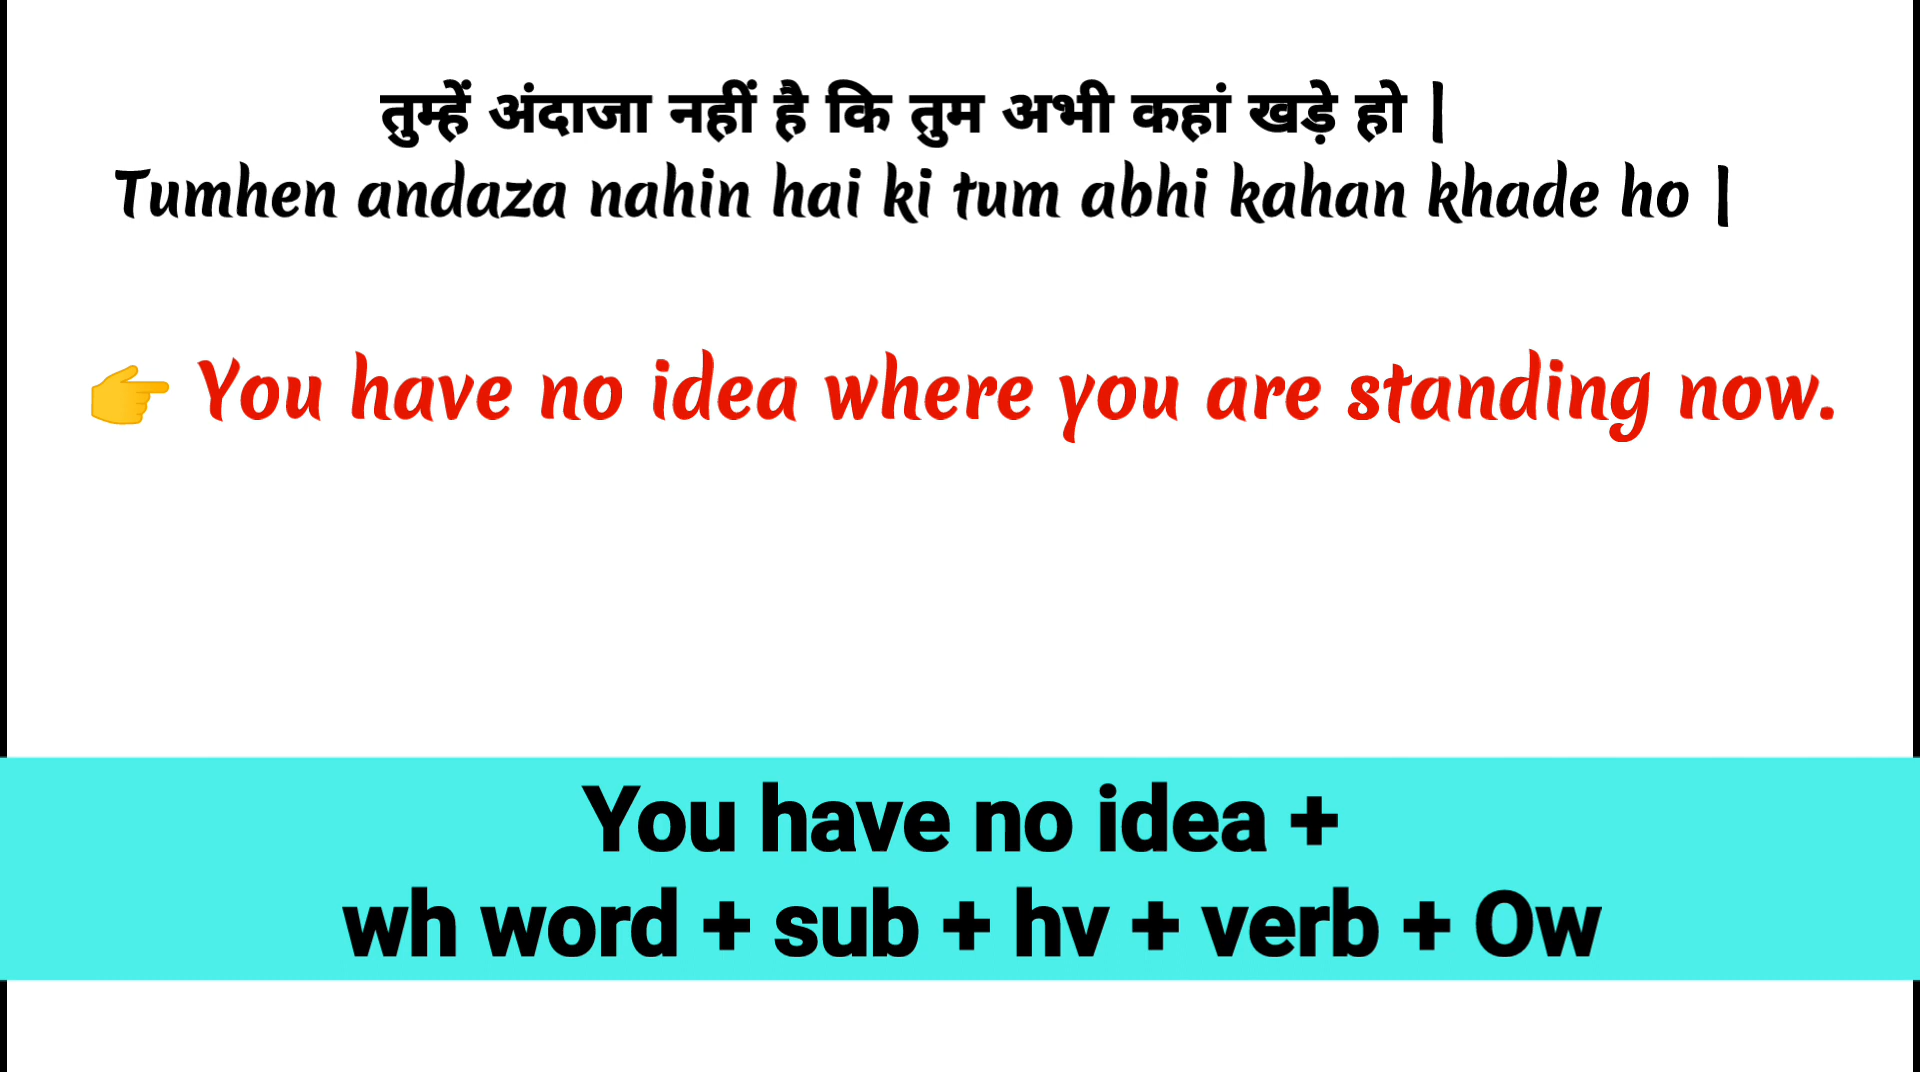 तुम्हें अंदाजा नहीं है कि तुम अभी कहां खड़े हो |
Tumhen andaza nahin hai ki tum abhi kahan khade ho |
👉 You have no idea where you are standing now.
You have no idea +
wh word + sub + hv + verb + Ow